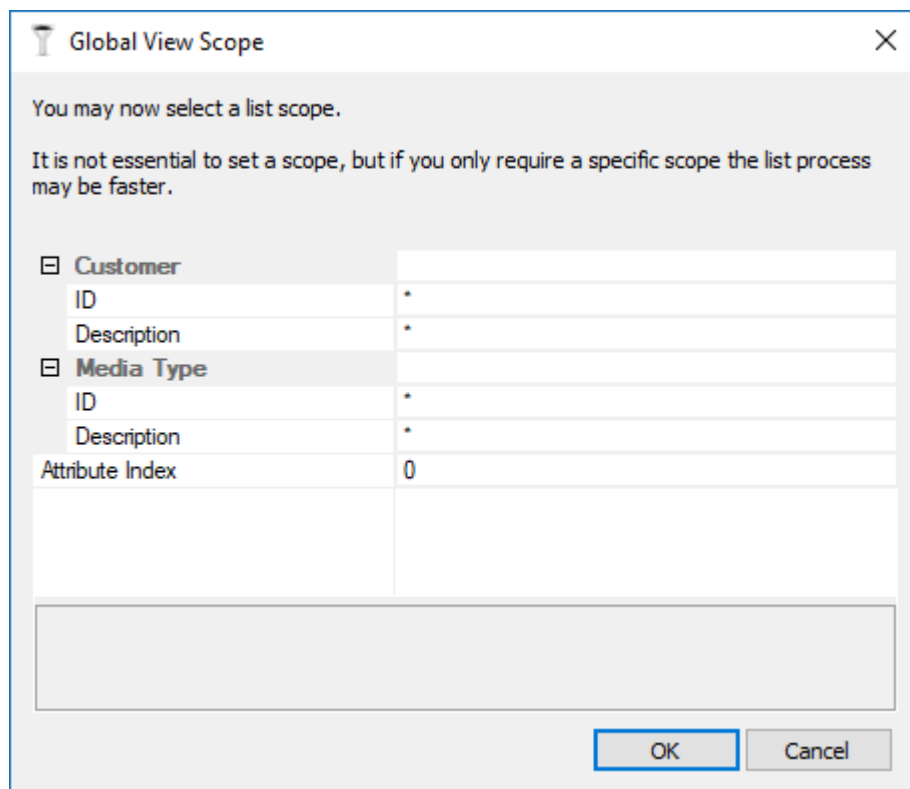 Global View Scope
You may now select a list scope.
It is not essential to set a scope, but if you only require a specific scope the list process
may be faster.
Customer
ID *
Description *
Media Type
ID *
Description *
Attribute Index 0
OK Cancel